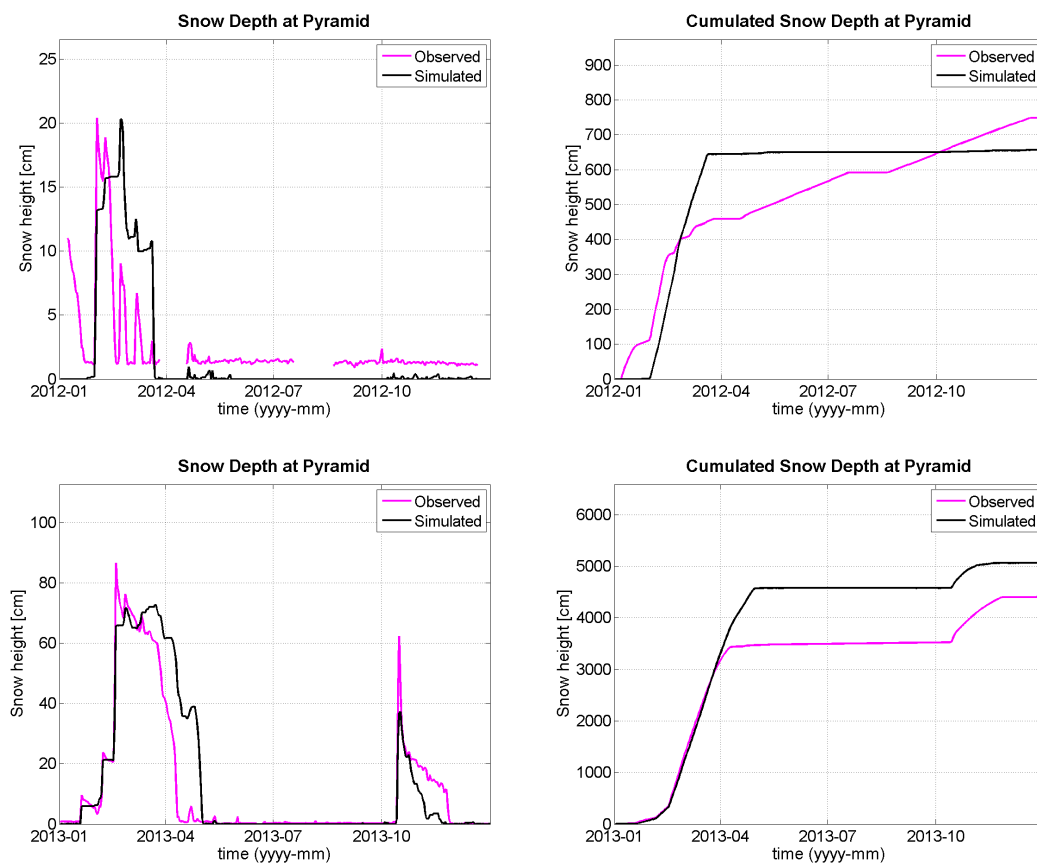 Snow Depth at Pyramid
Snow height [cm]
25
20
15
10
5
0
2012-01
2012-04
2012-07
2012-10
time (yyyy-mm)
Observed
Simulated
Cumulated Snow Depth at Pyramid
Snow height [cm]
900
800
700
600
500
400
300
200
100
0
2012-01
2012-04
2012-07
2012-10
time (yyyy-mm)
Observed
Simulated
Snow Depth at Pyramid
Snow height [cm]
100
80
60
40
20
0
2013-01
2013-04
2013-07
2013-10
time (yyyy-mm)
Observed
Simulated
Cumulated Snow Depth at Pyramid
Snow height [cm]
6000
5000
4000
3000
2000
1000
0
2013-01
2013-04
2013-07
2013-10
time (yyyy-mm)
Observed
Simulated